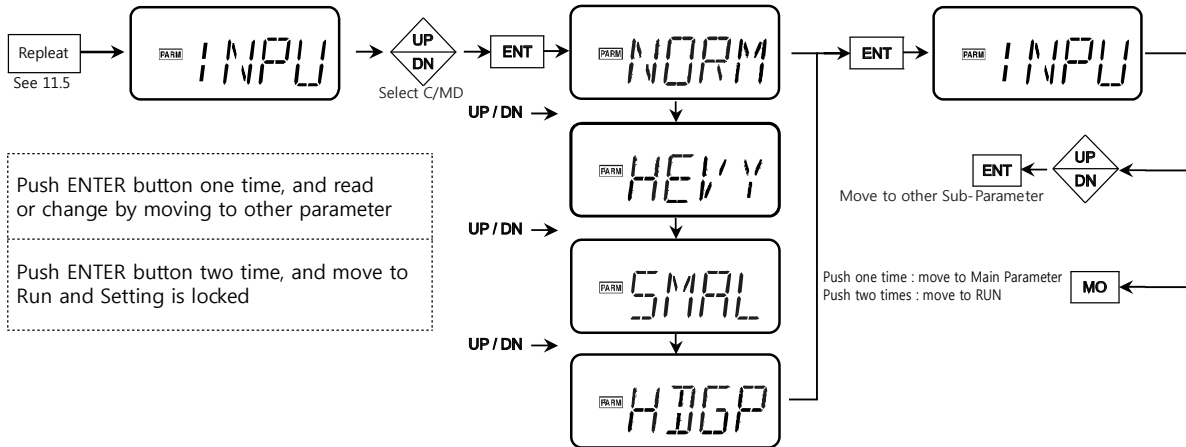 Repleat
See 11.5
PARM INPU
UP
DN
Select C/MD
ENT
PARM NORM
UP / DN
PARM HEVY
UP / DN
PARM SMAL
UP / DN
PARM HDGP
ENT
PARM INPU
UP
DN
ENT
Move to other Sub-Parameter
Push one time : move to Main Parameter
Push two times : move to RUN
MO
Push ENTER button one time, and read
or change by moving to other parameter
Push ENTER button two time, and move to
Run and Setting is locked